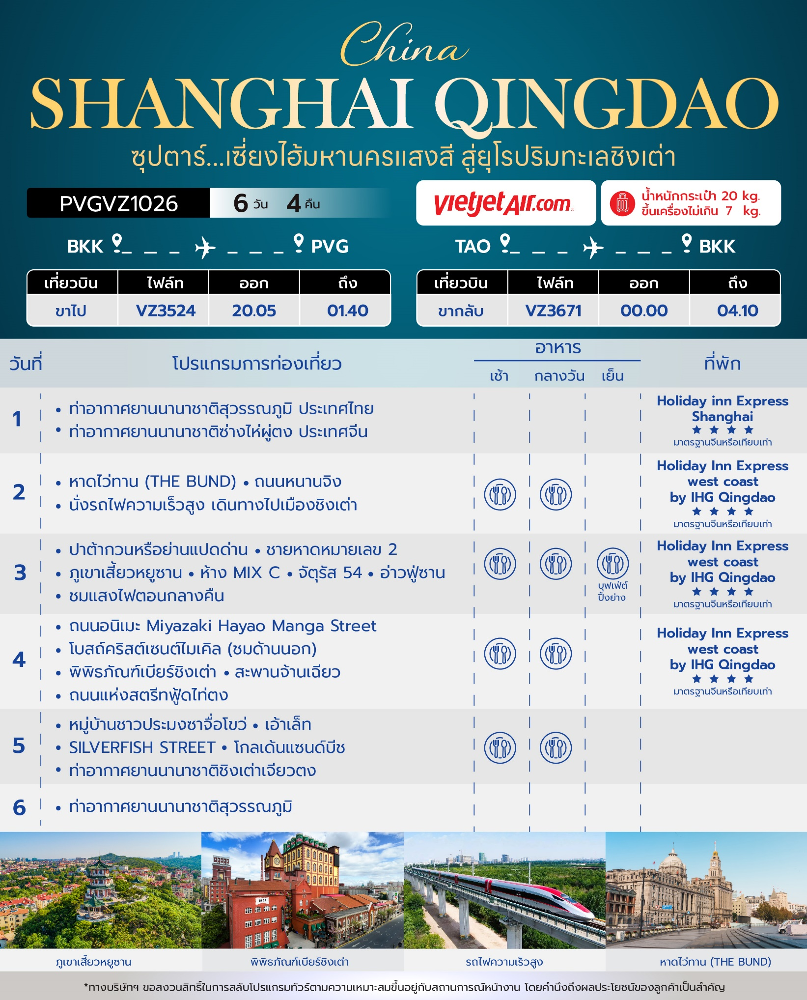 China
SHANGHAI QINGDAO
ซุปตาร์...เซี่ยงไฮ้มหานครแสงสี สู่ยุโรปริมทะเลชิงเต่า
PVGVZ1026 6 วัน 4 คืน
vietjetAir.com
น้ำหนักกระเป๋า 20 kg.
ขึ้นเครื่องไม่เกิน 7 kg.
BKK PVG
TAO BKK
เที่ยวบิน ไฟล์ท ออก ถึง
ขาไป VZ3524 20.05 01.40
เที่ยวบิน ไฟล์ท ออก ถึง
ขากลับ VZ3671 00.00 04.10
วันที่ โปรแกรมการท่องเที่ยว อาหาร ที่พัก
เช้า กลางวัน เย็น
1
• ท่าอากาศยานนานาชาติสุวรรณภูมิ ประเทศไทย
• ท่าอากาศยานนานาชาติซ่างไห่ผู่ตง ประเทศจีน
Holiday inn Express
Shanghai
★ ★ ★ ★
มาตรฐานจีนหรือเทียบเท่า
2
• หาดไว่ทาน (THE BUND) • ถนนหนานจิง
• นั่งรถไฟความเร็วสูง เดินทางไปเมืองชิงเต่า
Holiday Inn Express
west coast
by IHG Qingdao
★ ★ ★ ★
มาตรฐานจีนหรือเทียบเท่า
3
• ปาต้ากวนหรือย่านแปดด่าน • ชายหาดหมายเลข 2
• ภูเขาเสี้ยวหยูซาน • ห้าง MIX C • จัตุรัส 54 • อ่าวฟู่ซาน
• ชมแสงไฟตอนกลางคืน
บุฟเฟ่ต์
ปิ้งย่าง
Holiday Inn Express
west coast
by IHG Qingdao
★ ★ ★ ★
มาตรฐานจีนหรือเทียบเท่า
4
• ถนนอนิเมะ Miyazaki Hayao Manga Street
• โบสถ์คริสต์เซนต์ไมเคิล (ชมด้านนอก)
• พิพิธภัณฑ์เบียร์ชิงเต่า • สะพานจ้านเฉียว
• ถนนแห่งสตรีทฟู้ดไท่ตง
Holiday Inn Express
west coast
by IHG Qingdao
★ ★ ★ ★
มาตรฐานจีนหรือเทียบเท่า
5
• หมู่บ้านชาวประมงซาจื่อโขว่ • เอ้าเล็ท
• SILVERFISH STREET • โกลเด้นแซนด์บีช
• ท่าอากาศยานนานาชาติชิงเต่าเจียวตง
6
• ท่าอากาศยานนานาชาติสุวรรณภูมิ
1903
ภูเขาเสี้ยวหยูซาน
พิพิธภัณฑ์เบียร์ชิงเต่า
รถไฟความเร็วสูง
หาดไว่ทาน (THE BUND)
*ทางบริษัทฯ ขอสงวนสิทธิ์ในการสลับโปรแกรมทัวร์ตามความเหมาะสมขึ้นอยู่กับสถานการณ์หน้างาน โดยคำนึงถึงผลประโยชน์ของลูกค้าเป็นสำคัญ